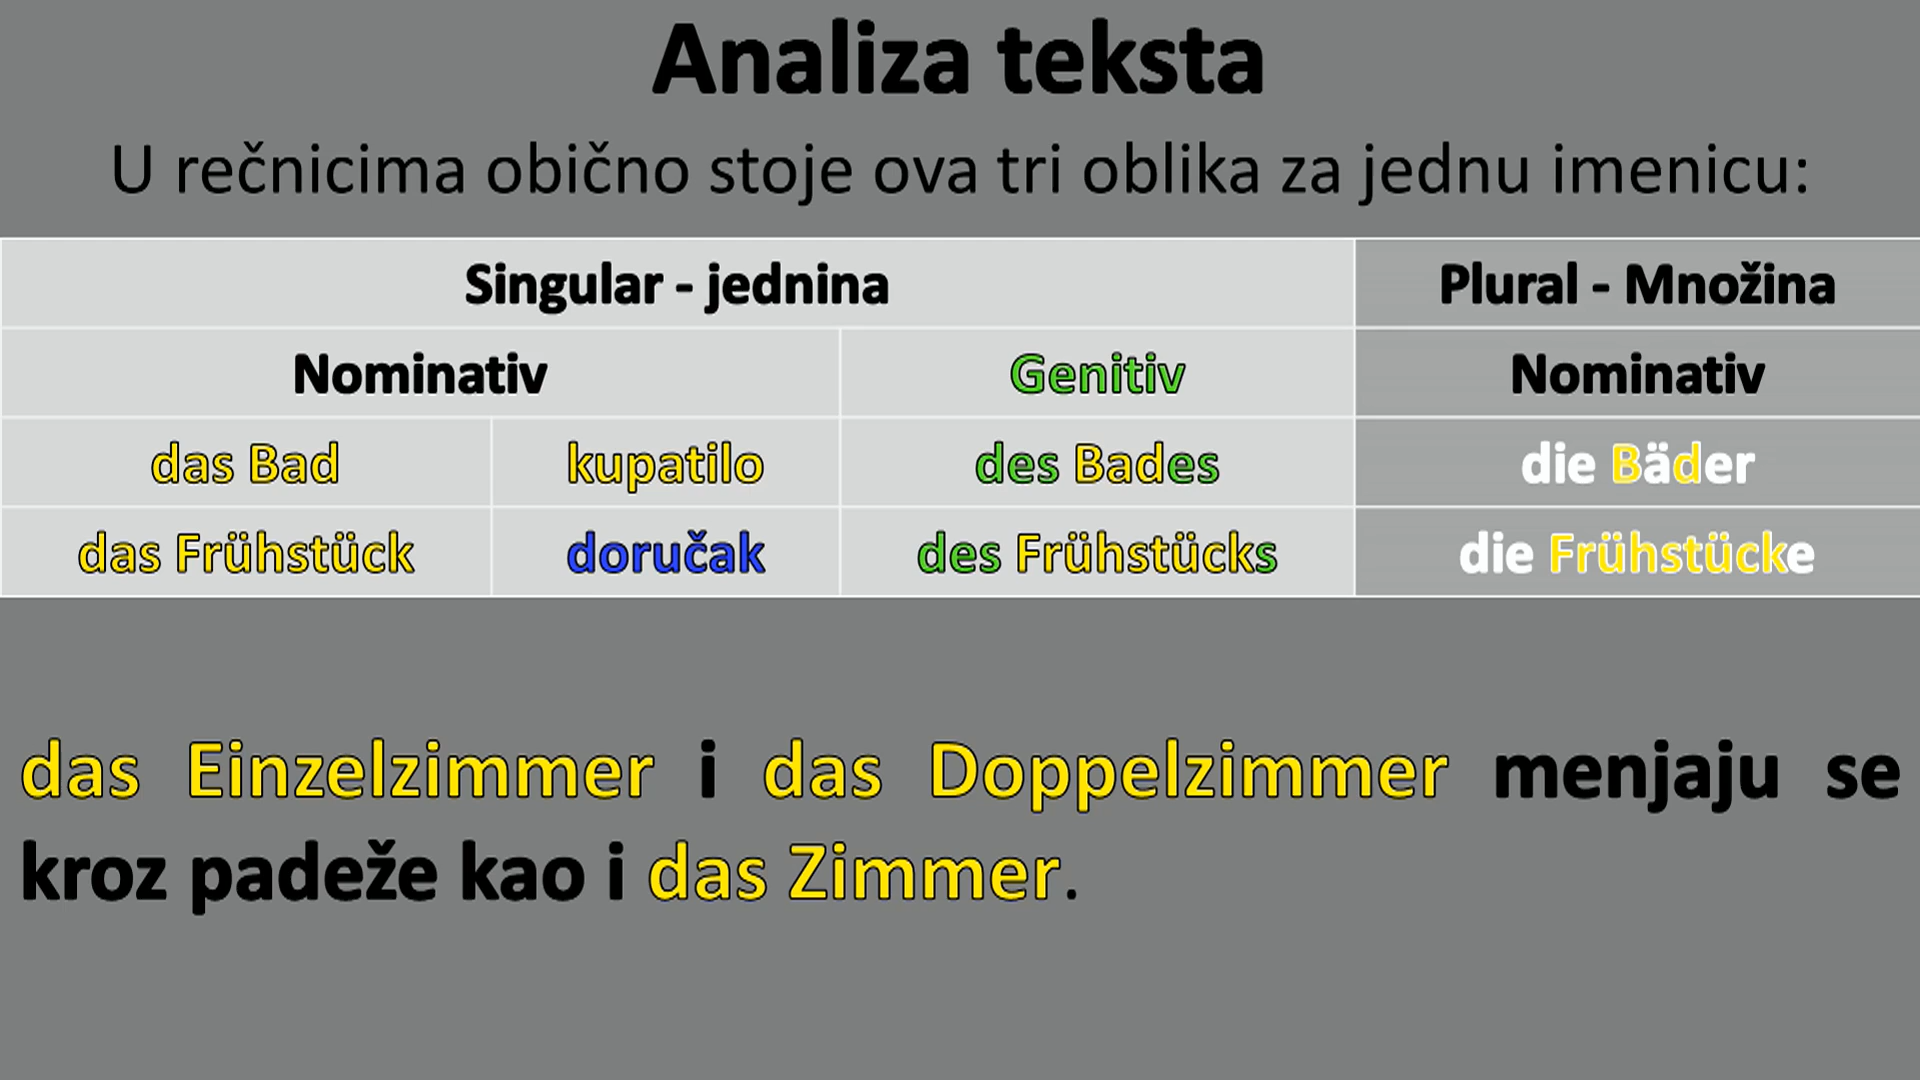 Analiza teksta
U rečnicima obično stoje ova tri oblika za jednu imenicu:
Singular - jednina Plural - Množina
Nominativ Genitiv Nominativ
das Bad kupatilo des Bades die Bäder
das Frühstück doručak des Frühstücks die Frühstücke
das Einzelzimmer i das Doppelzimmer menjaju se
kroz padeže kao i das Zimmer.